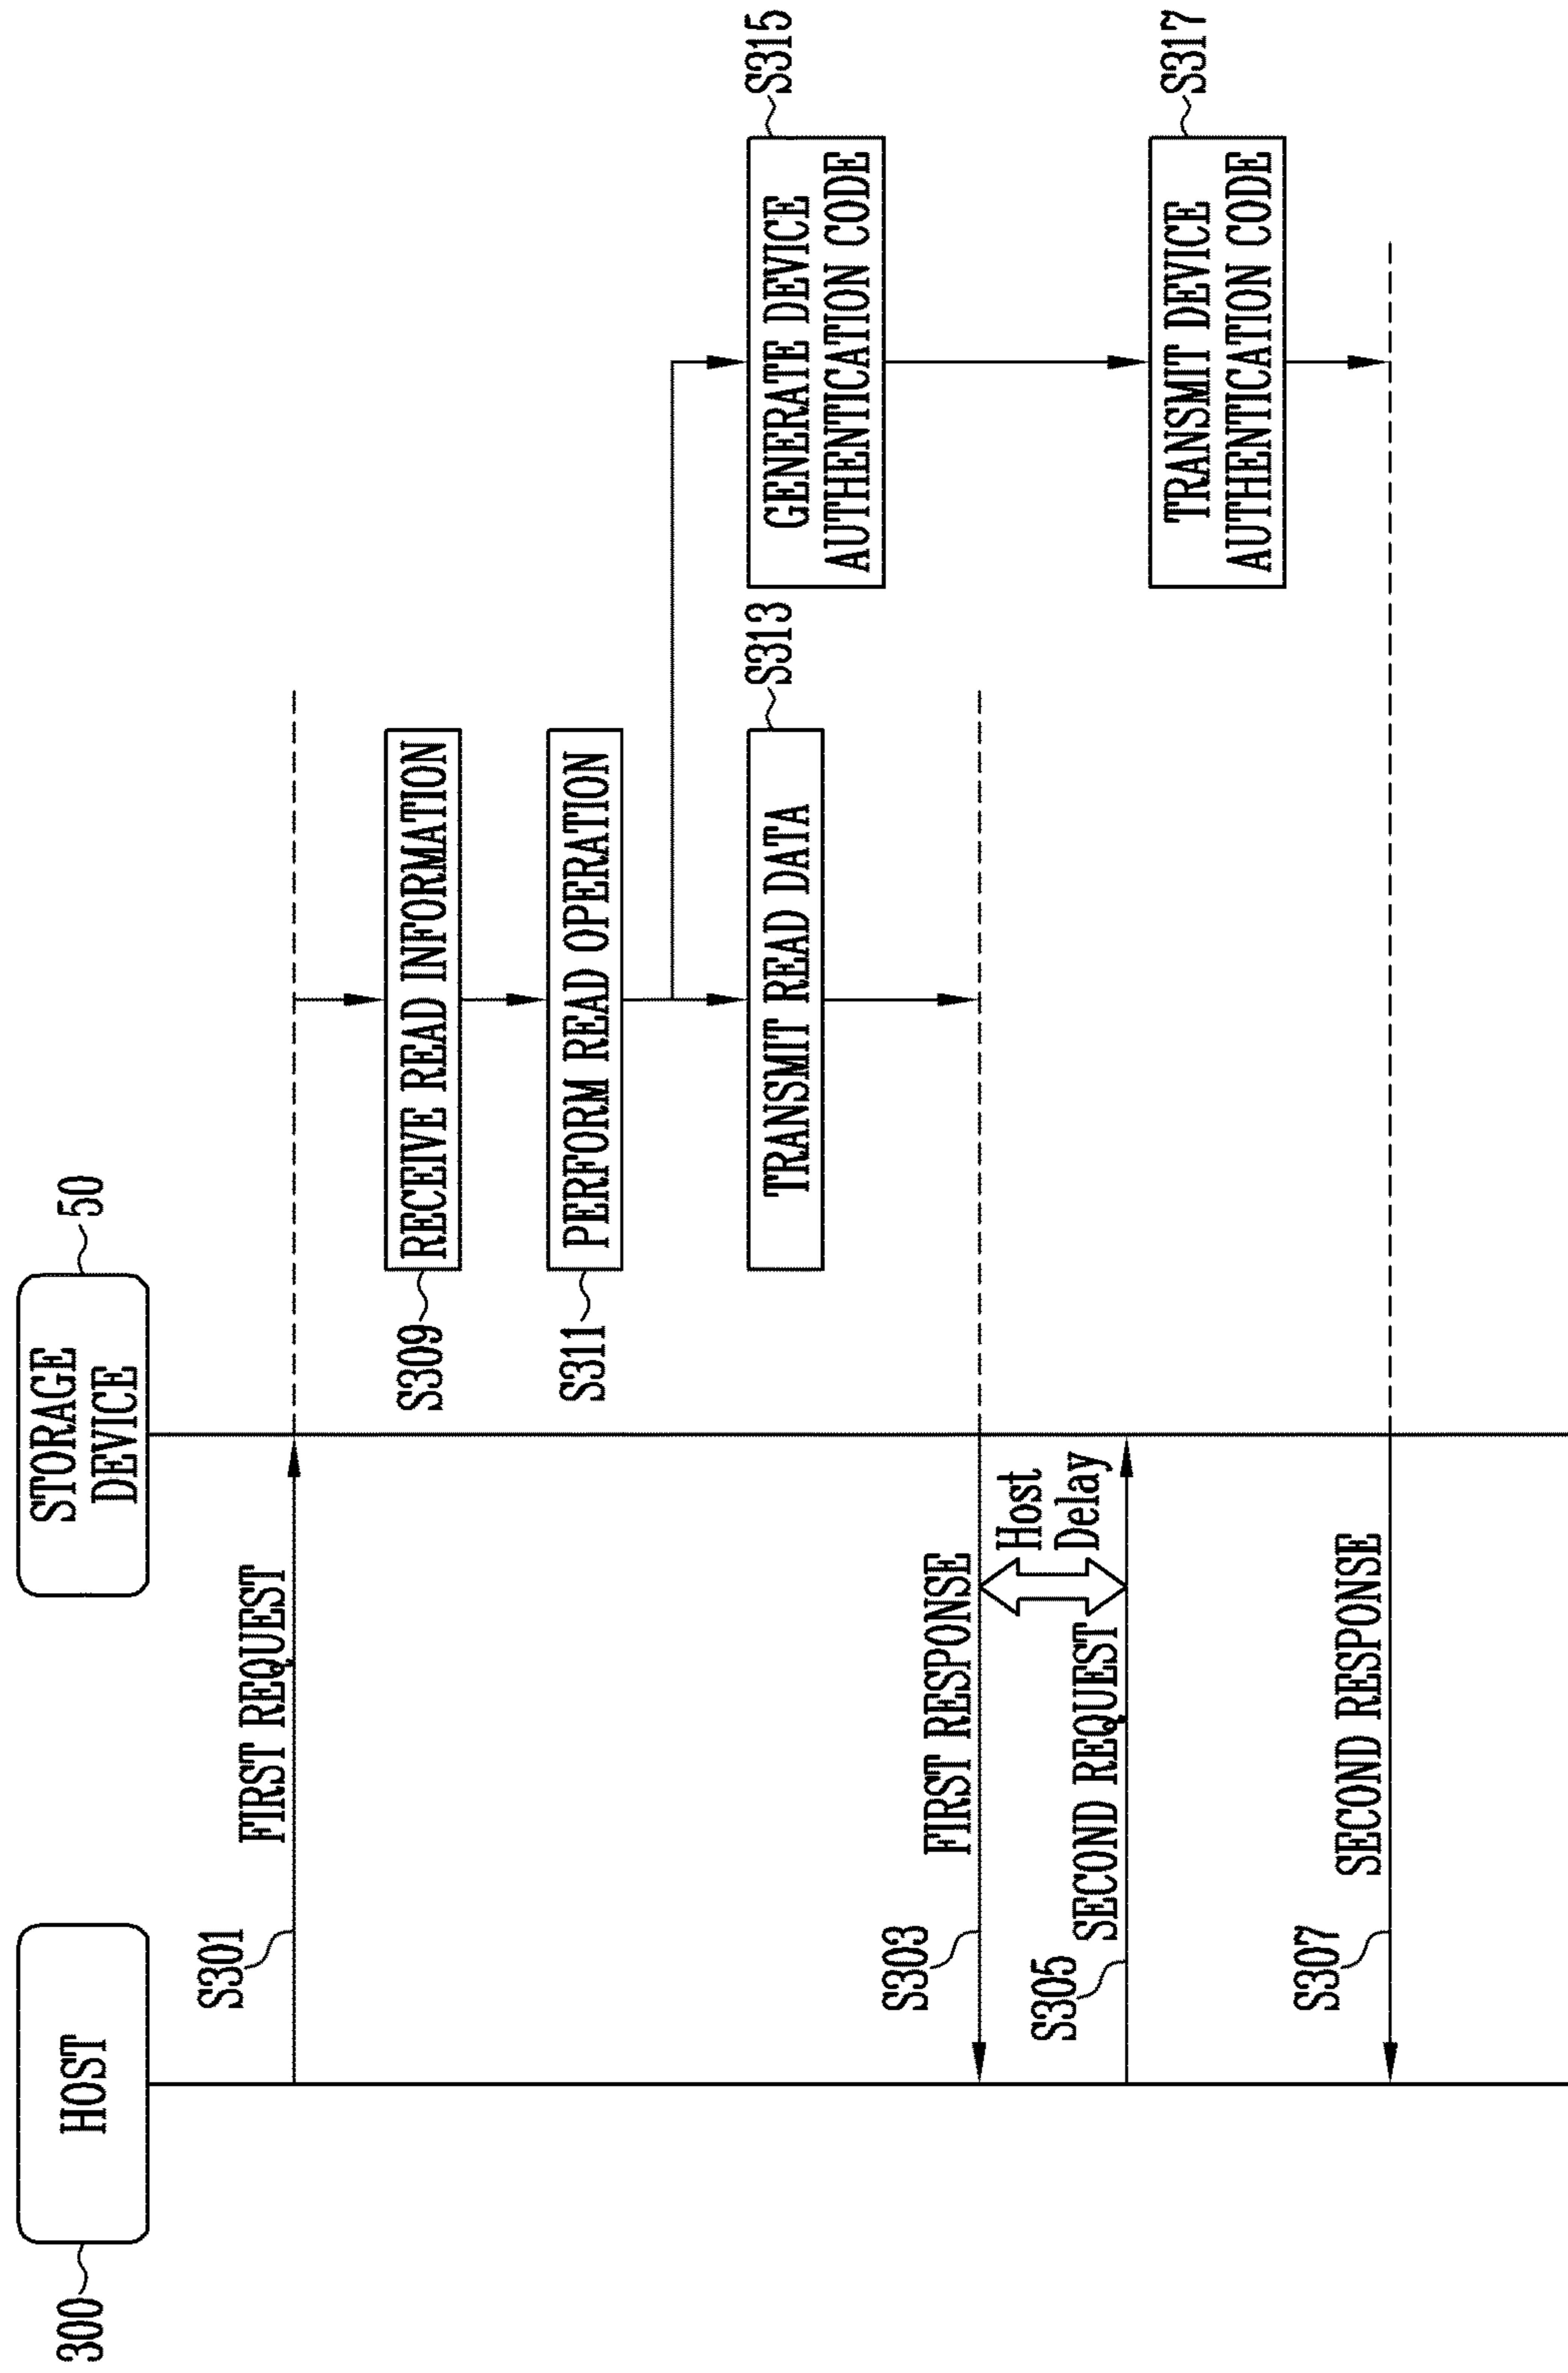 300
HOST
STORAGE
DEVICE
50
S301
FIRST REQUEST
S309
RECEIVE READ INFORMATION
S311
PERFORM READ OPERATION
TRANSMIT READ DATA
S313
GENERATE DEVICE
AUTHENTICATION CODE
S315
S303
FIRST RESPONSE
Host
Delay
S305
SECOND REQUEST
TRANSMIT DEVICE
AUTHENTICATION CODE
S317
S307
SECOND RESPONSE